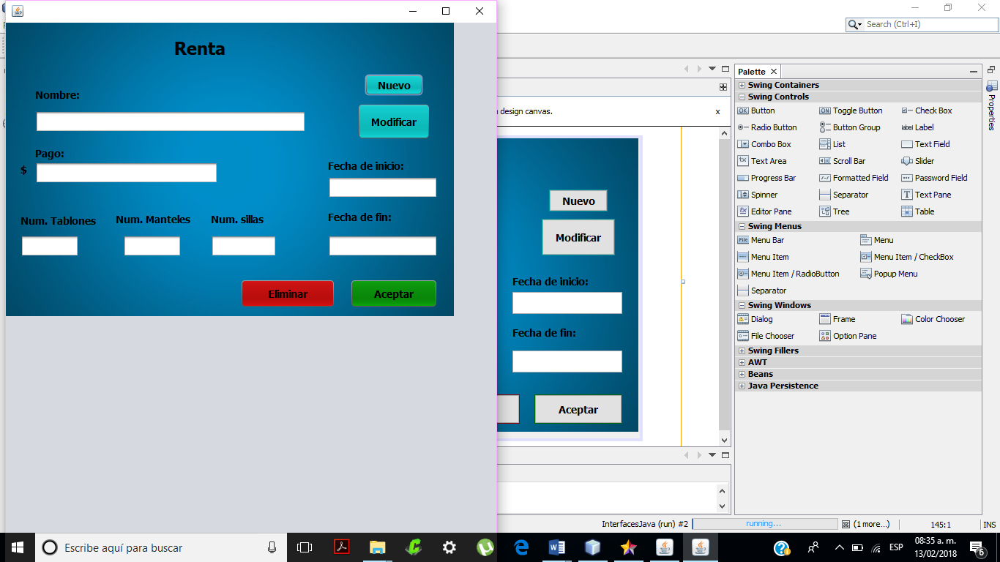 Renta
Nuevo
Nombre:
Modificar
Pago:
$
Fecha de inicio:
Num. Tablones
Num. Manteles
Num. sillas
Fecha de fin:
Eliminar
Aceptar
Search (Ctrl+I)
design canvas.
x
Nuevo
Modificar
Fecha de inicio:
Fecha de fin:
Aceptar
Palette
Swing Containers
Swing Controls
OK Button
ON Toggle Button
Check Box
Radio Button
Button Group
label Label
Combo Box
List
Text Field
tx Text Area
Scroll Bar
Slider
Progress Bar
Formatted Field
Password Field
Spinner
Separator
T Text Pane
Editor Pane
Tree
Table
Swing Menus
File Menu Bar
Menu
Menu Item
Menu Item / CheckBox
Menu Item / RadioButton
Popup Menu
Separator
Swing Windows
Dialog
Frame
Color Chooser
File Chooser
Option Pane
Swing Fillers
AWT
Beans
Java Persistence
Properties
InterfacesJava (run) #2
running...
(1 more...)
145:1
INS
Escribe aquí para buscar
ESP
08:35 a. m.
13/02/2018
6